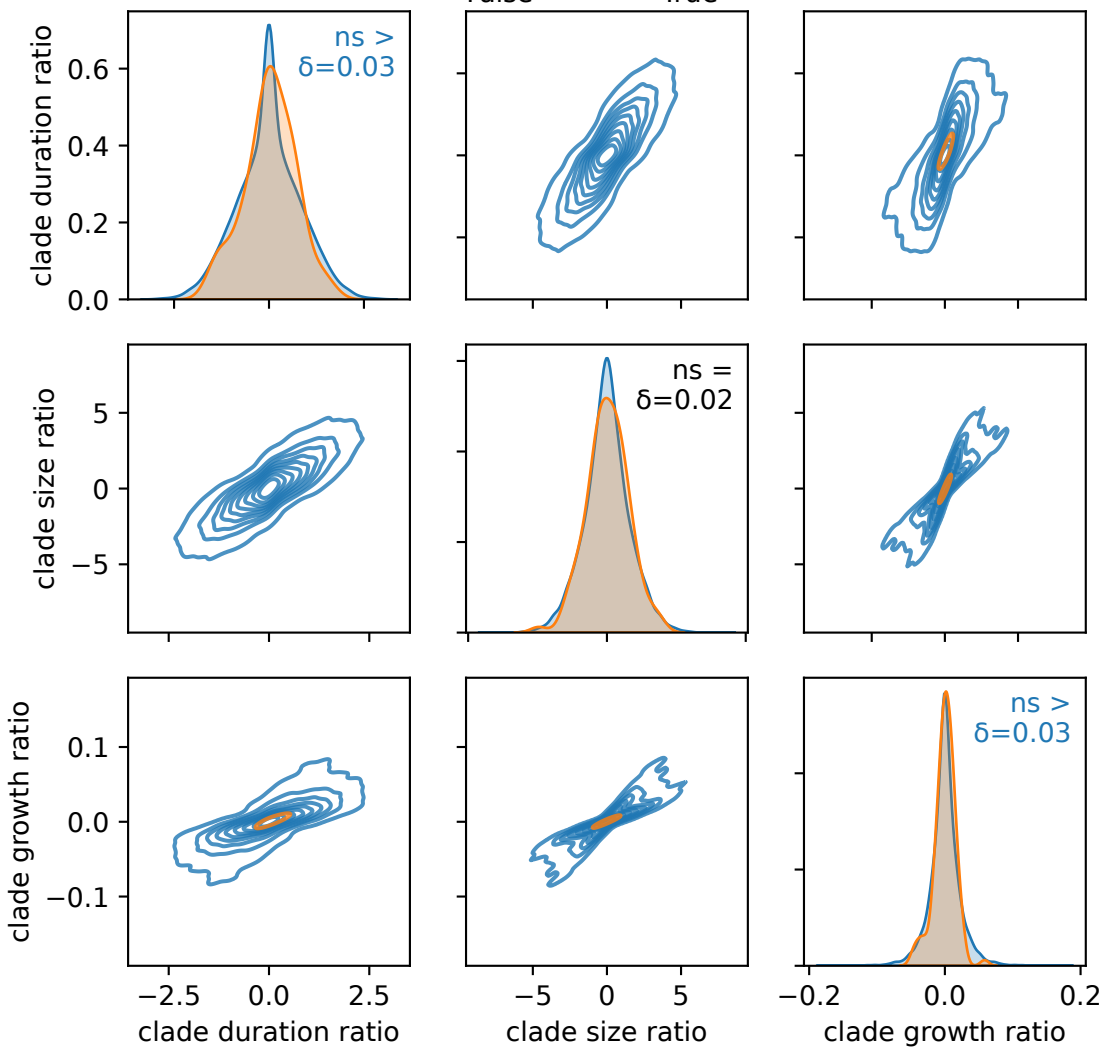 False True
ns >
δ=0.03
clade duration ratio
0.6
0.4
0.2
0.0
ns =
δ=0.02
clade size ratio
5
0
−5
ns >
δ=0.03
clade growth ratio
0.1
0.0
−0.1
−2.5 0.0 2.5
−5 0 5
−0.2 0.0 0.2
clade duration ratio
clade size ratio
clade growth ratio